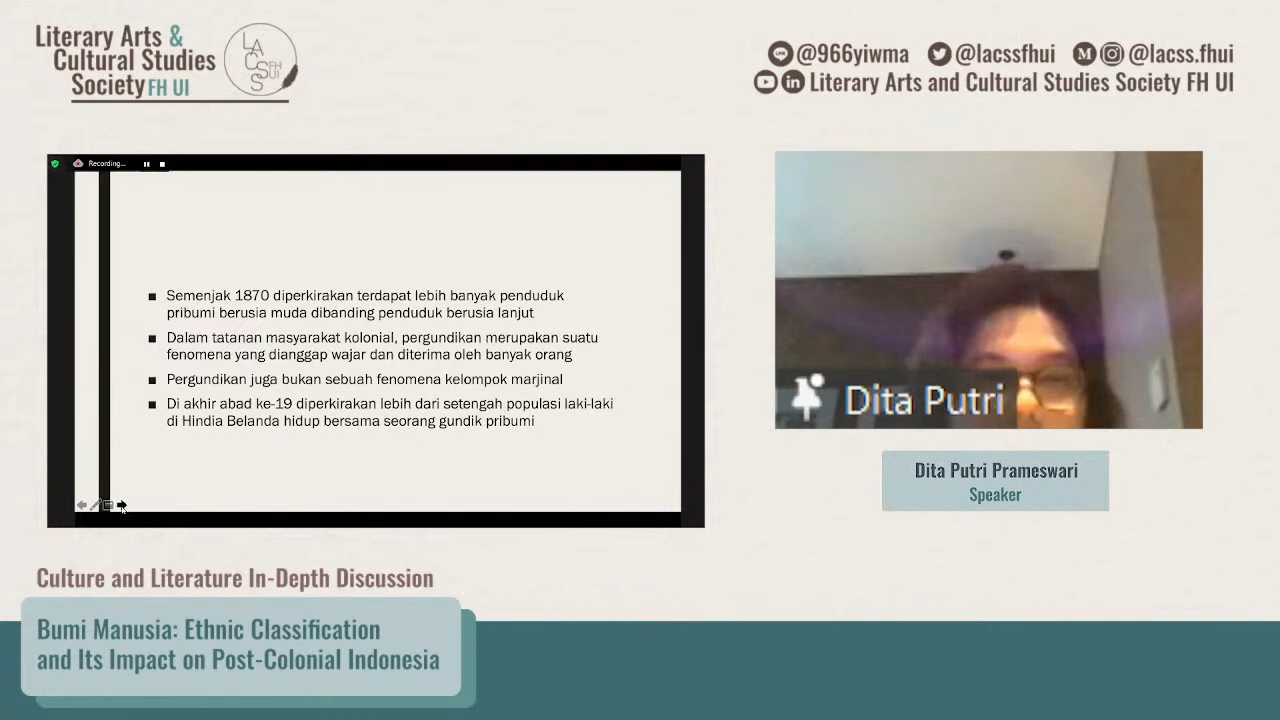 Literary Arts &
Cultural Studies
Society FH UI
LACSS FH UI
@966yiwma @lacssfhui @lacss.fhui
Literary Arts and Cultural Studies Society FH UI
Recording...
Semenjak 1870 diperkirakan terdapat lebih banyak penduduk
pribumi berusia muda dibanding penduduk berusia lanjut
Dalam tatanan masyarakat kolonial, pergundikan merupakan suatu
fenomena yang dianggap wajar dan diterima oleh banyak orang
Pergundikan juga bukan sebuah fenomena kelompok marjinal
Di akhir abad ke-19 diperkirakan lebih dari setengah populasi laki-laki
di Hindia Belanda hidup bersama seorang gundik pribumi
Dita Putri
Dita Putri Prameswari
Speaker
Culture and Literature In-Depth Discussion
Bumi Manusia: Ethnic Classification
and Its Impact on Post-Colonial Indonesia